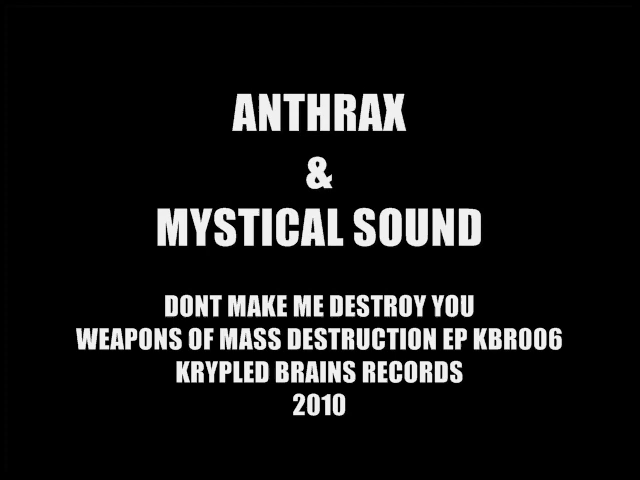 ANTHRAX
&
MYSTICAL SOUND
DONT MAKE ME DESTROY YOU
WEAPONS OF MASS DESTRUCTION EP KBR006
KRYPLED BRAINS RECORDS
2010